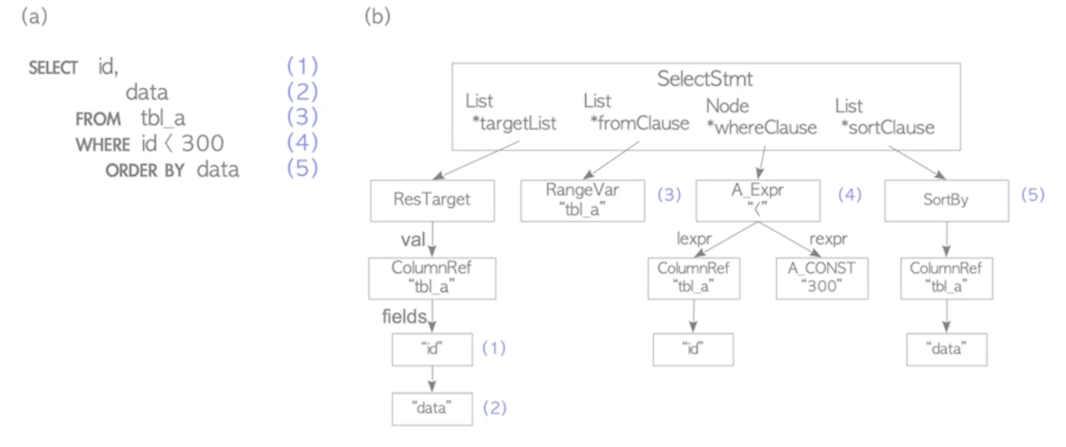 (a)
SELECT id, (1)
data (2)
FROM tbl_a (3)
WHERE id < 300 (4)
ORDER BY data (5)
(b)
SelectStmt
List
*targetList
List
*fromClause
Node
*whereClause
List
*sortClause
ResTarget
RangeVar
“tbl_a”
(3)
A_Expr
“<”
(4)
SortBy
(5)
val
lexpr
rexpr
ColumnRef
“tbl_a”
ColumnRef
“tbl_a”
A_CONST
“300”
ColumnRef
“tbl_a”
fields
“id”
(1)
“id”
“data”
“data”
(2)